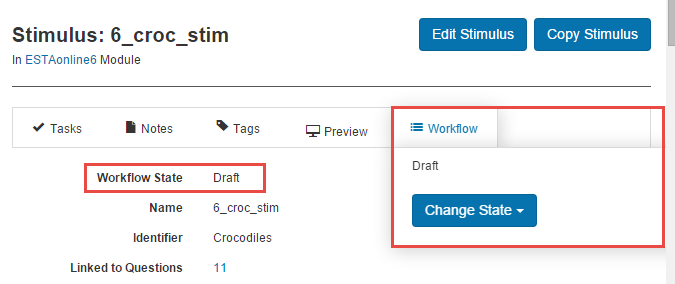 Stimulus: 6_croc_stim
Edit Stimulus
Copy Stimulus
In ESTAonline6 Module
Tasks
Notes
Tags
Preview
Workflow
Workflow State Draft
Name 6_croc_stim
Identifier Crocodiles
Linked to Questions 11
Draft
Change State